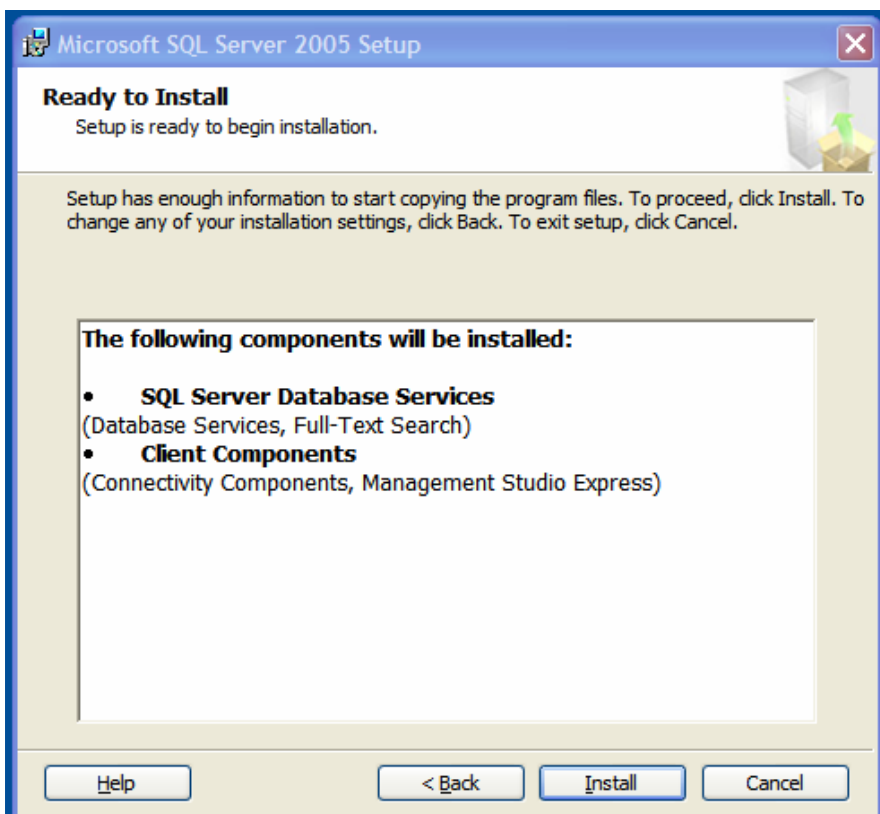 Microsoft SQL Server 2005 Setup
Ready to Install
Setup is ready to begin installation.
Setup has enough information to start copying the program files. To proceed, click Install. To
change any of your installation settings, click Back. To exit setup, click Cancel.
The following components will be installed:
• SQL Server Database Services
(Database Services, Full-Text Search)
• Client Components
(Connectivity Components, Management Studio Express)
Help
< Back
Install
Cancel